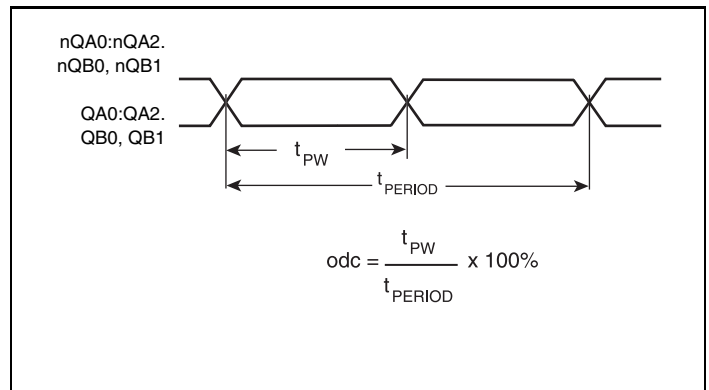 nQA0:nQA2.
nQB0, nQB1
QA0:QA2.
QB0, QB1
tPW
tPERIOD
odc = tPW / tPERIOD x 100%